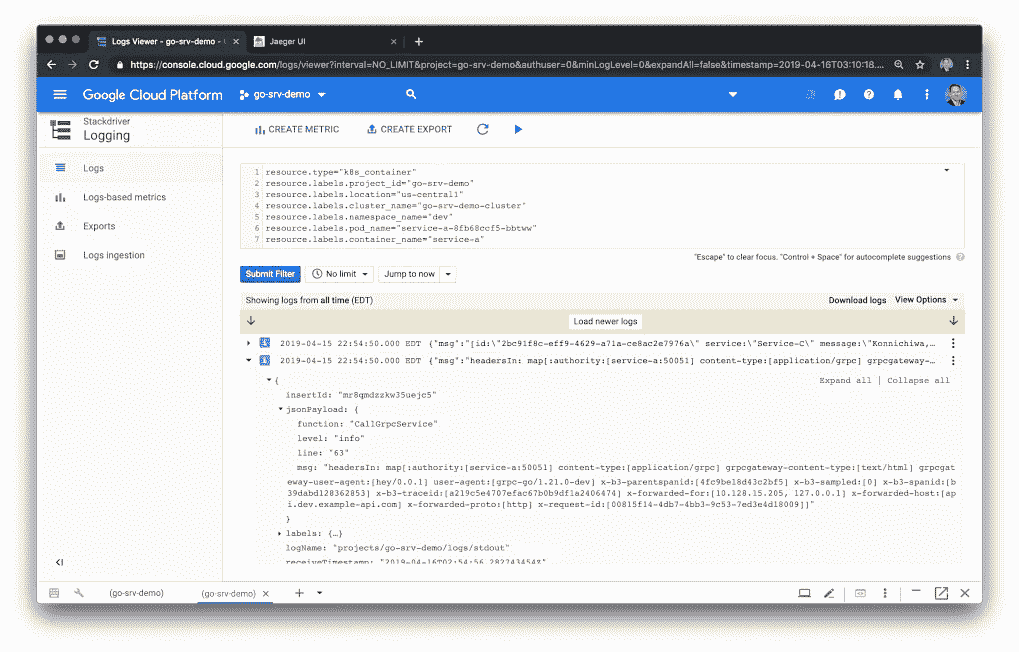 Logs Viewer - go-srv-demo -
Jaeger UI
https://console.cloud.google.com/logs/viewer?interval=NO_LIMIT&project=go-srv-demo&authuser=0&minLogLevel=0&expandAll=false&timestamp=2019-04-16T03:10:18....
Google Cloud Platform
go-srv-demo
Stackdriver
Logging
CREATE METRIC
CREATE EXPORT
Logs
Logs-based metrics
Exports
Logs ingestion
1 resource.type="k8s_container"
2 resource.labels.project_id="go-srv-demo"
3 resource.labels.location="us-central1"
4 resource.labels.cluster_name="go-srv-demo-cluster"
5 resource.labels.namespace_name="dev"
6 resource.labels.pod_name="service-a-8fb68ccf5-bbtww"
7 resource.labels.container_name="service-a"
"Escape" to clear focus. "Control + Space" for autocomplete suggestions
Submit Filter
No limit
Jump to now
Showing logs from all time (EDT)
Download logs
View Options
Load newer logs
2019-04-15 22:54:50.000 EDT {"msg":"[id:\"2bc91f8c-eff9-4629-a71a-ce8ac2e7976a\" service:\"Service-C\" message:\"Konnichiwa,…
2019-04-15 22:54:50.000 EDT {"msg":"headersIn: map[:authority:[service-a:50051] content-type:[application/grpc] grpcgateway-…
{
Expand all | Collapse all
insertId: "mr8qmdzzkw35uejc5"
jsonPayload: {
function: "CallGrpcService"
level: "info"
line: "63"
msg: "headersIn: map[:authority:[service-a:50051] content-type:[application/grpc] grpcgateway-content-type:[text/html] grpcgat
eway-user-agent:[hey/0.0.1] user-agent:[grpc-go/1.21.0-dev] x-b3-parentspanid:[4fc9be18d43c2bf5] x-b3-sampled:[0] x-b3-spanid:[b
39dabd128362853] x-b3-traceid:[a219c5e4707efac67b0b9df1a2406474] x-forwarded-for:[10.128.15.205, 127.0.0.1] x-forwarded-host:[ap
i.dev.example-api.com] x-forwarded-proto:[http] x-request-id:[00815f14-4db7-4bb3-9c53-7ed3e4d18009]]"
}
labels: {…}
logName: "projects/go-srv-demo/logs/stdout"
receiveTimestamp: "2019-04-16T02:54:56.282743454Z"
(go-srv-demo)
(go-srv-demo)